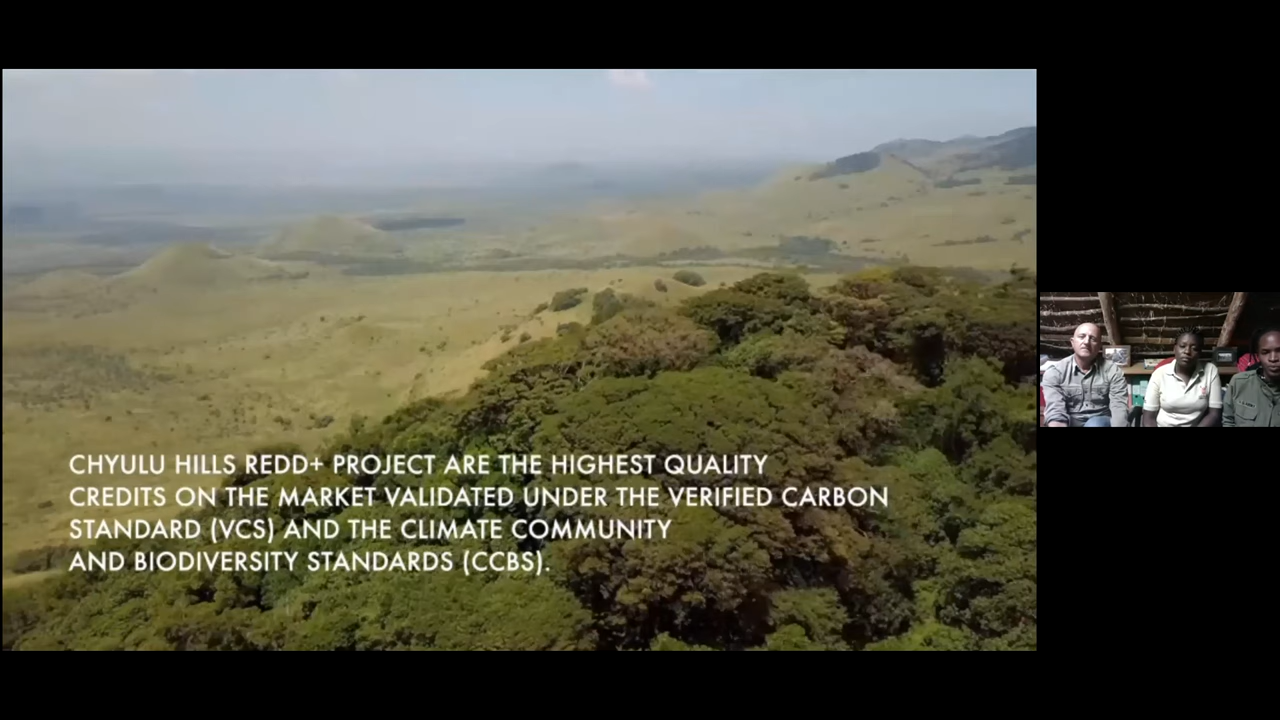 CHYULU HILLS REDD+ PROJECT ARE THE HIGHEST QUALITY
CREDITS ON THE MARKET VALIDATED UNDER THE VERIFIED CARBON
STANDARD (VCS) AND THE CLIMATE COMMUNITY
AND BIODIVERSITY STANDARDS (CCBS).